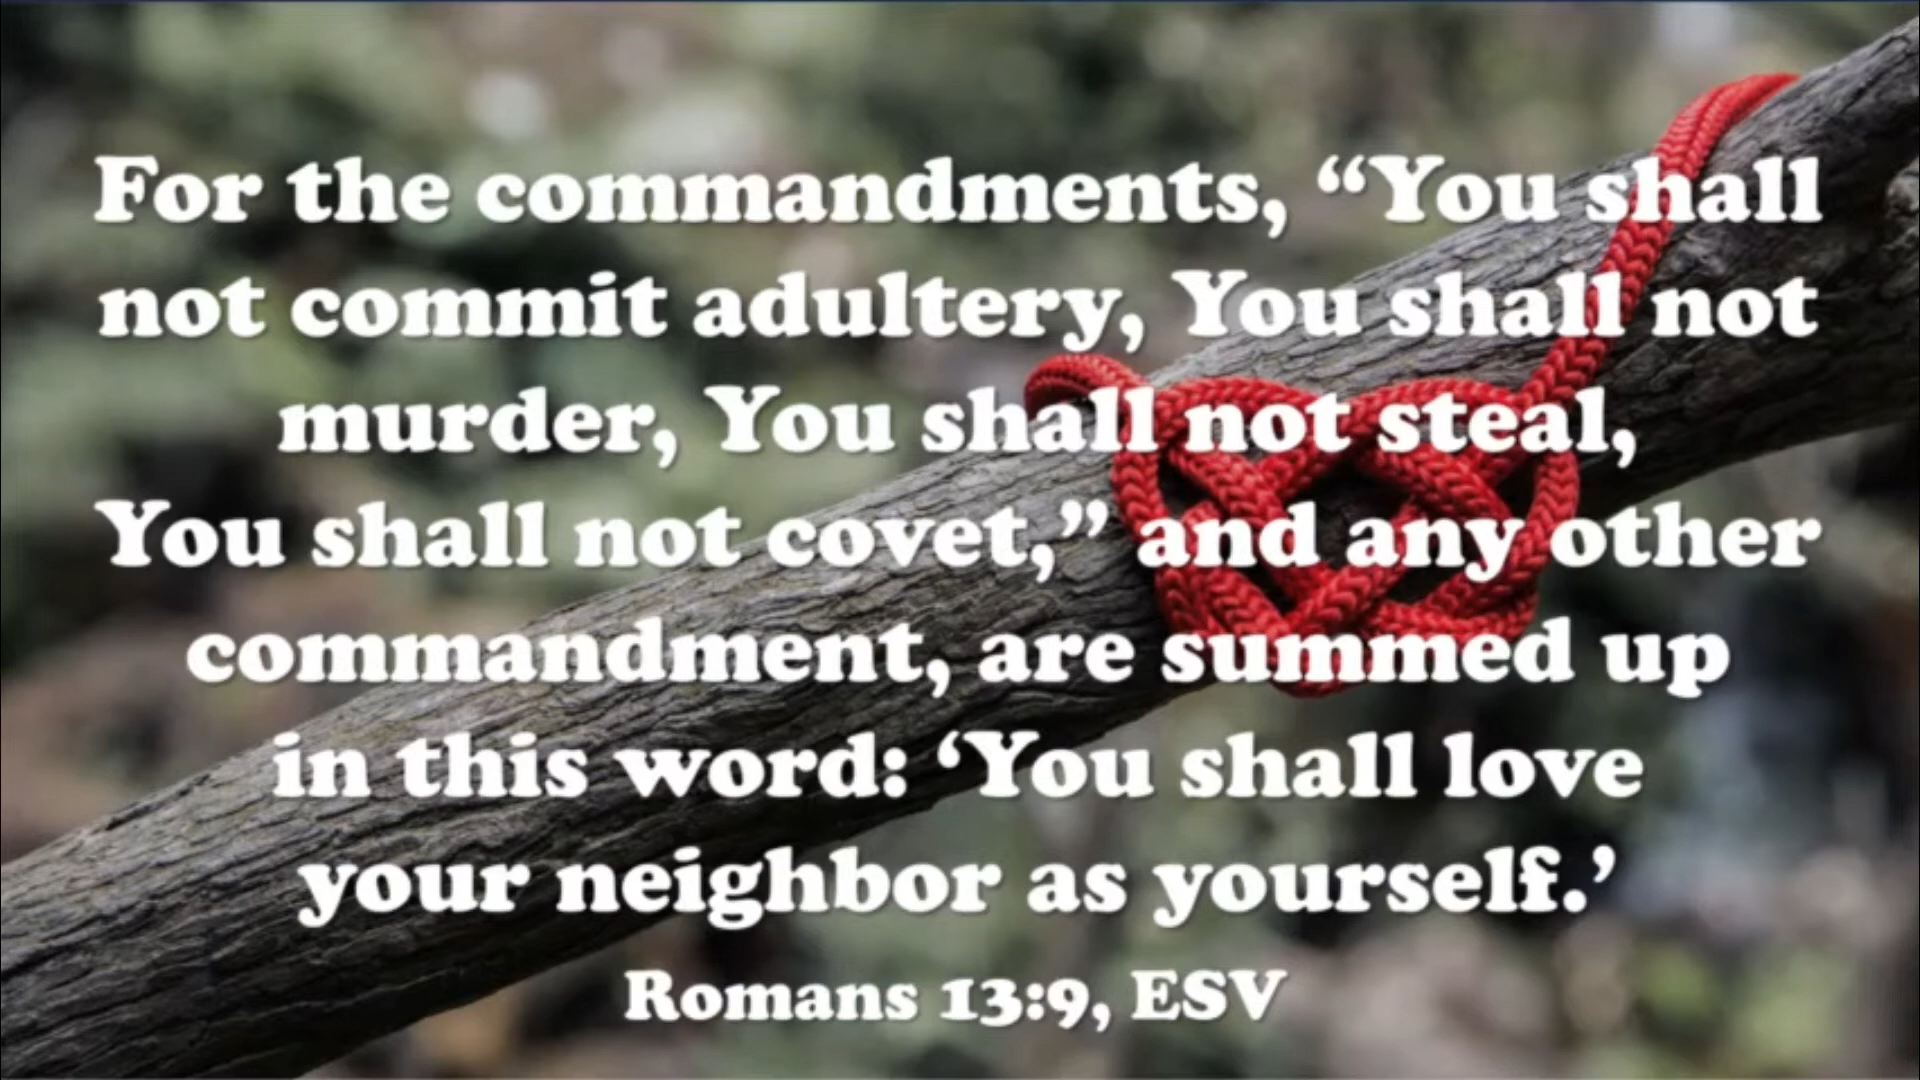 For the commandments, “You shall
not commit adultery, You shall not
murder, You shall not steal,
You shall not covet,” and any other
commandment, are summed up
in this word: ‘You shall love
your neighbor as yourself.’
Romans 13:9, ESV